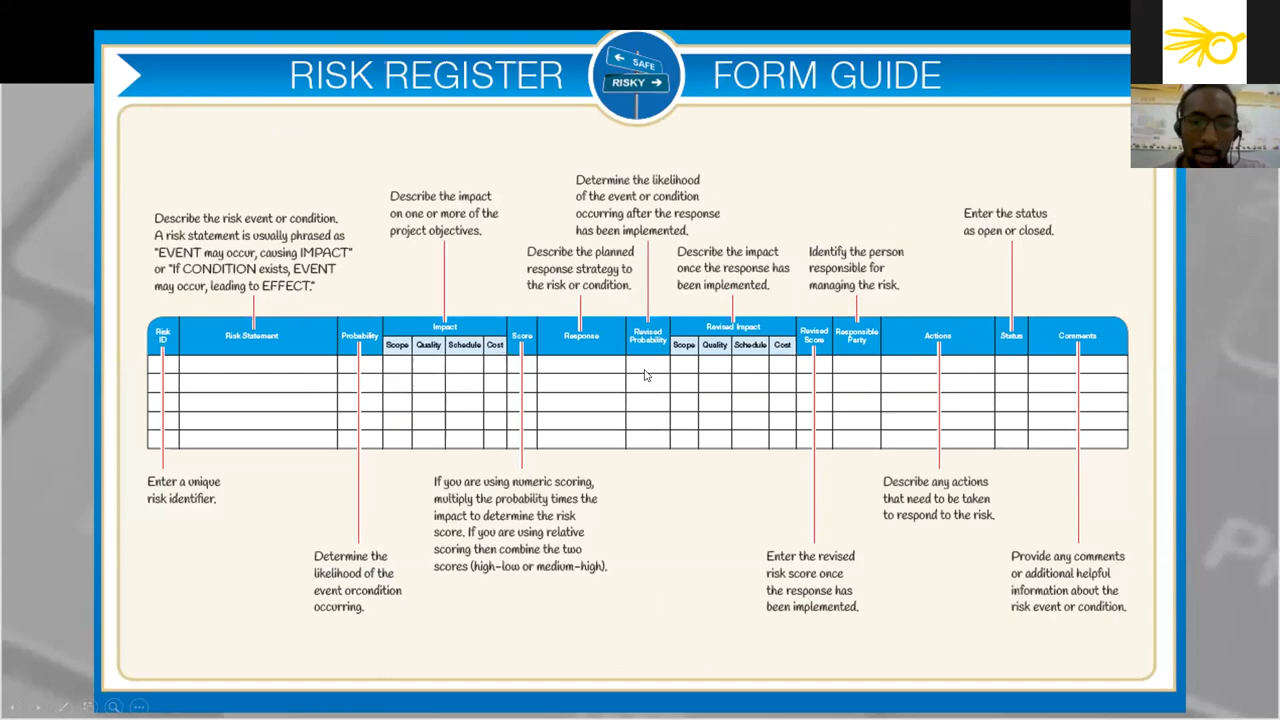 RISK REGISTER FORM GUIDE
SAFE
RISKY
Describe the risk event or condition.
A risk statement is usually phrased as
"EVENT may occur, causing IMPACT"
or "If CONDITION exists, EVENT
may occur, leading to EFFECT."
Describe the impact
on one or more of the
project objectives.
Determine the likelihood
of the event or condition
occurring after the response
has been implemented.
Describe the planned
response strategy to
the risk or condition.
Describe the impact
once the response has
been implemented.
Identify the person
responsible for
managing the risk.
Enter the status
as open or closed.
Risk ID
Risk Statement
Probability
Impact
Scope Quality Schedule Cost
Score
Response
Revised Probability
Revised Impact
Scope Quality Schedule Cost
Revised Score
Responsible Party
Actions
Status
Comments
Enter a unique
risk identifier.
Determine the
likelihood of the
event orcondition
occurring.
If you are using numeric scoring,
multiply the probability times the
impact to determine the risk
score. If you are using relative
scoring then combine the two
scores (high-low or medium-high).
Enter the revised
risk score once
the response has
been implemented.
Describe any actions
that need to be taken
to respond to the risk.
Provide any comments
or additional helpful
information about the
risk event or condition.